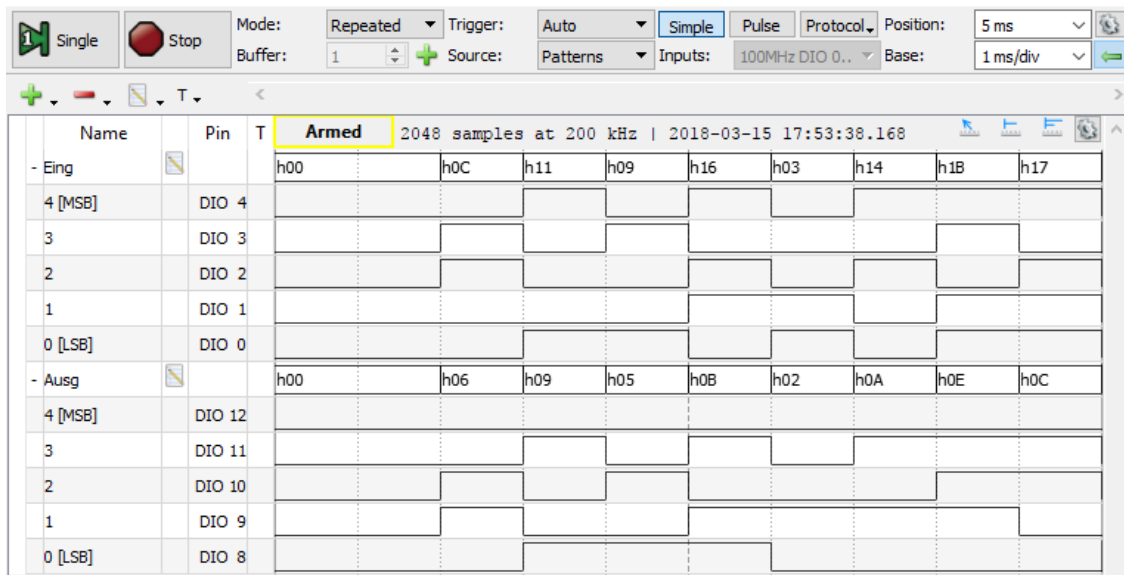 Single Stop Mode: Repeated Trigger: Auto Simple Pulse Protocol Position: 5 ms
Buffer: 1 Source: Patterns Inputs: 100MHz DIO 0.. Base: 1 ms/div
T
Name Pin T Armed 2048 samples at 200 kHz | 2018-03-15 17:53:38.168
- Eing h00 h0C h11 h09 h16 h03 h14 h1B h17
4 [MSB] DIO 4
3 DIO 3
2 DIO 2
1 DIO 1
0 [LSB] DIO 0
- Ausg h00 h06 h09 h05 h0B h02 h0A h0E h0C
4 [MSB] DIO 12
3 DIO 11
2 DIO 10
1 DIO 9
0 [LSB] DIO 8